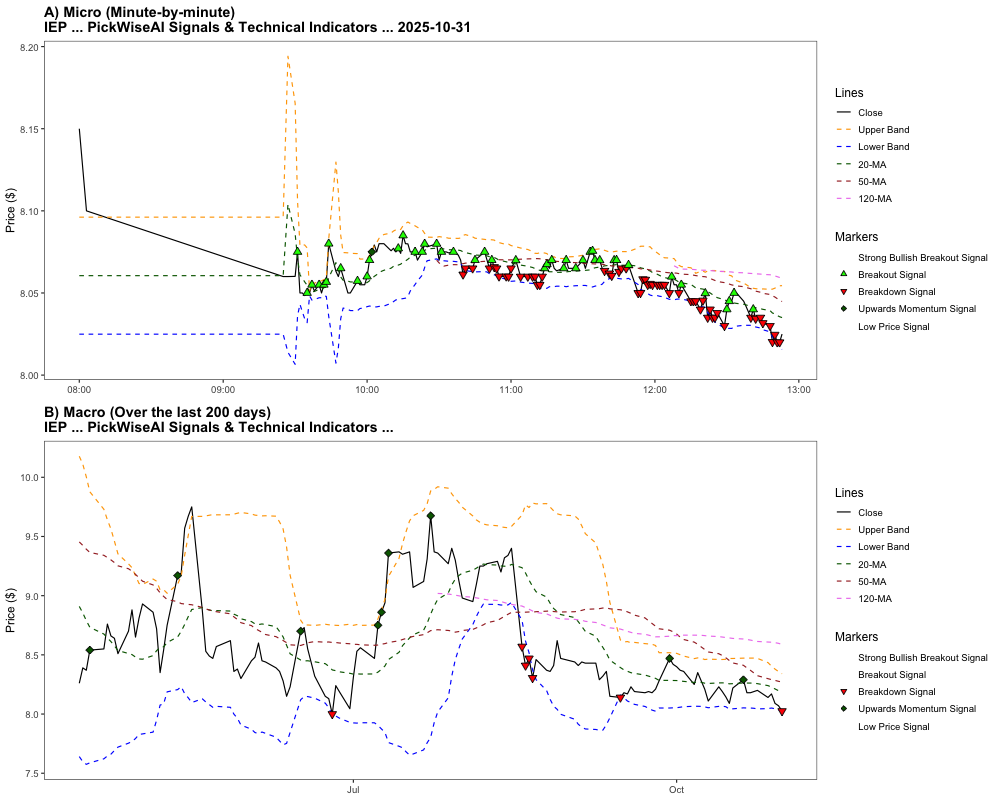 A) Micro (Minute-by-minute)
IEP ... PickWiseAI Signals & Technical Indicators ... 2025-10-31
8.20
8.15
8.10
8.05
8.00
Price ($)
08:00 09:00 10:00 11:00 12:00 13:00
Lines
Close
Upper Band
Lower Band
20-MA
50-MA
120-MA
Markers
Strong Bullish Breakout Signal
Breakout Signal
Breakdown Signal
Upwards Momentum Signal
Low Price Signal
B) Macro (Over the last 200 days)
IEP ... PickWiseAI Signals & Technical Indicators ...
10.0
9.5
9.0
8.5
8.0
7.5
Price ($)
Jul Oct
Lines
Close
Upper Band
Lower Band
20-MA
50-MA
120-MA
Markers
Strong Bullish Breakout Signal
Breakout Signal
Breakdown Signal
Upwards Momentum Signal
Low Price Signal